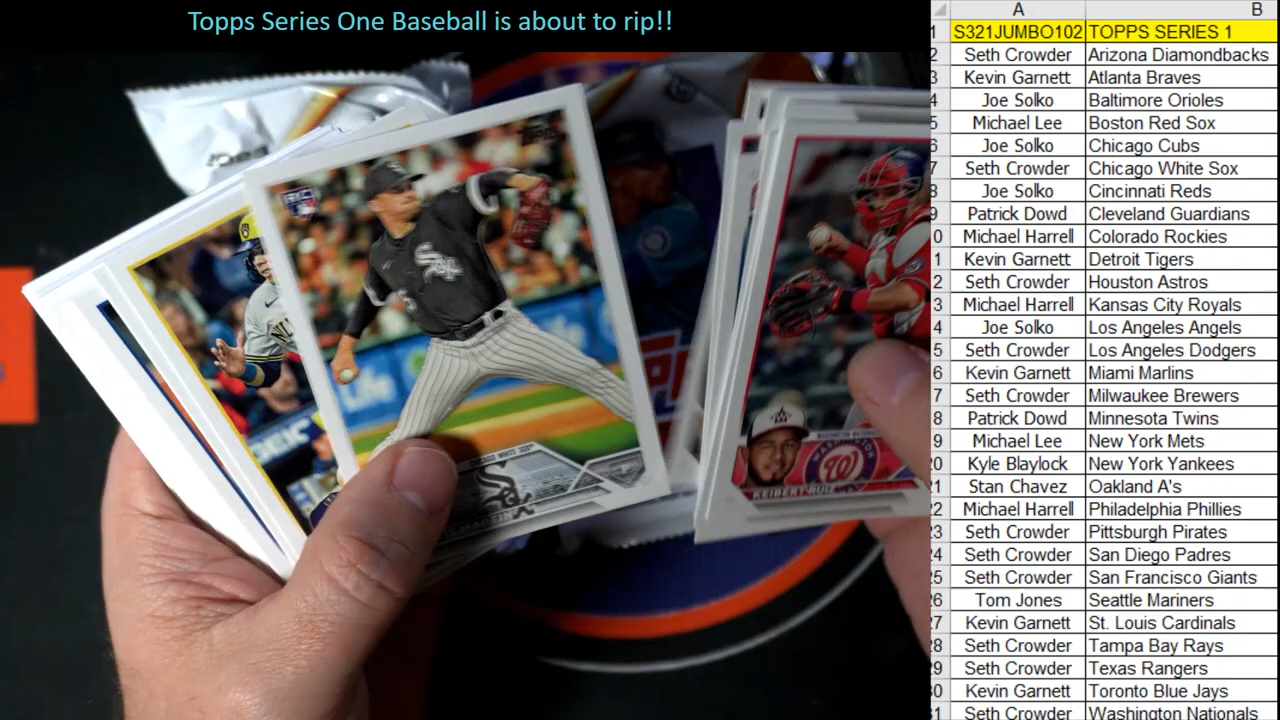 Topps Series One Baseball is about to rip!!
A B
1 S321JUMBO102 TOPPS SERIES 1
2 Seth Crowder Arizona Diamondbacks
3 Kevin Garnett Atlanta Braves
4 Joe Solko Baltimore Orioles
5 Michael Lee Boston Red Sox
6 Joe Solko Chicago Cubs
7 Seth Crowder Chicago White Sox
8 Joe Solko Cincinnati Reds
9 Patrick Dowd Cleveland Guardians
0 Michael Harrell Colorado Rockies
1 Kevin Garnett Detroit Tigers
2 Seth Crowder Houston Astros
3 Michael Harrell Kansas City Royals
4 Joe Solko Los Angeles Angels
5 Seth Crowder Los Angeles Dodgers
6 Kevin Garnett Miami Marlins
7 Seth Crowder Milwaukee Brewers
8 Patrick Dowd Minnesota Twins
9 Michael Lee New York Mets
20 Kyle Blaylock New York Yankees
21 Stan Chavez Oakland A's
22 Michael Harrell Philadelphia Phillies
23 Seth Crowder Pittsburgh Pirates
24 Seth Crowder San Diego Padres
25 Seth Crowder San Francisco Giants
26 Tom Jones Seattle Mariners
27 Kevin Garnett St. Louis Cardinals
28 Seth Crowder Tampa Bay Rays
29 Seth Crowder Texas Rangers
30 Kevin Garnett Toronto Blue Jays
31 Seth Crowder Washington Nationals
Sox
CHICAGO WHITE SOX
WASHINGTON
W
KEIBERT RUIZ